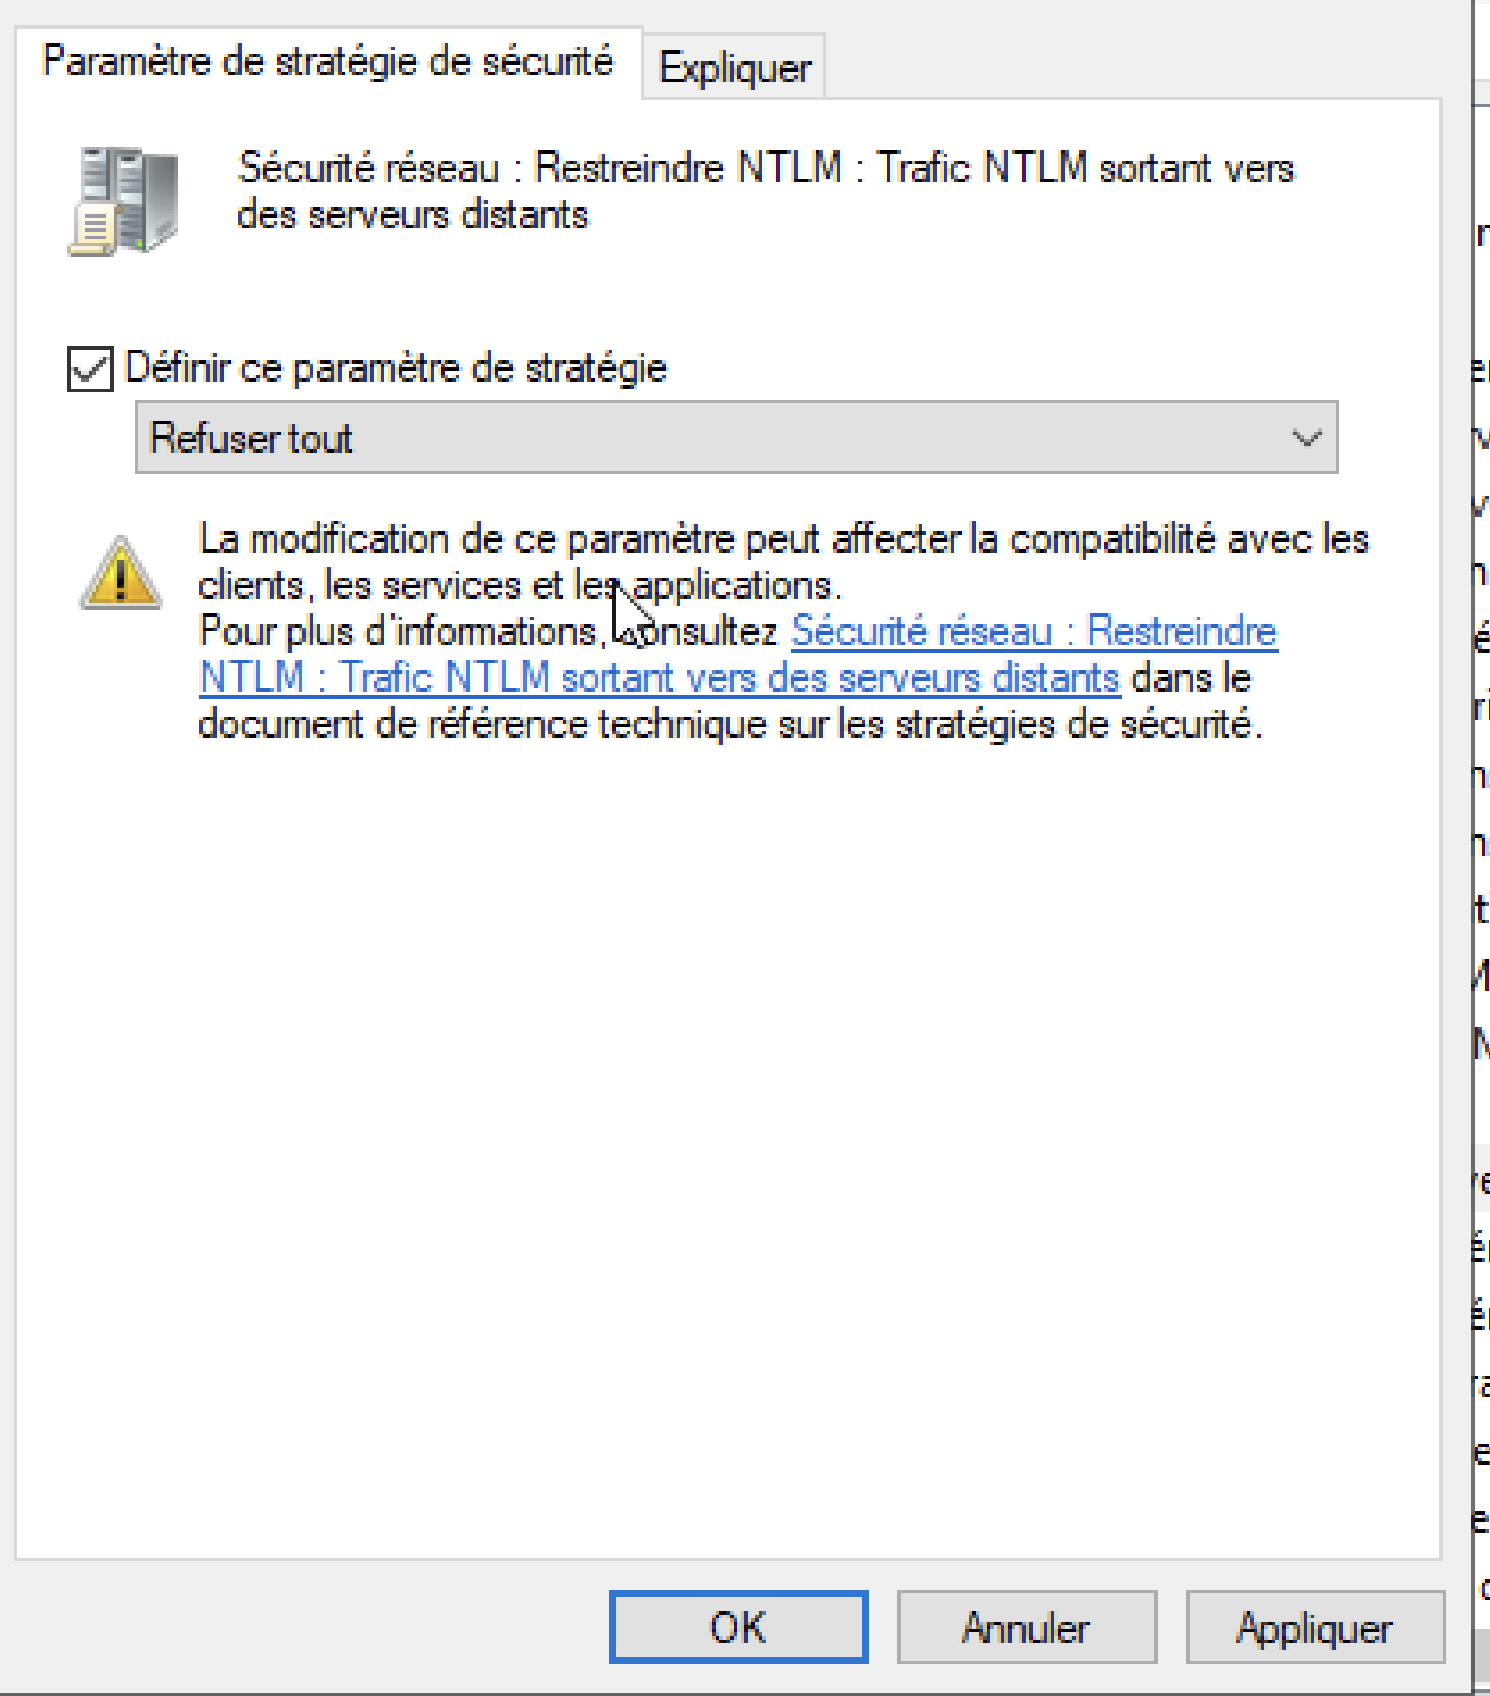 Paramètre de stratégie de sécurité
Expliquer
Sécurité réseau : Restreindre NTLM : Trafic NTLM sortant vers
des serveurs distants
Définir ce paramètre de stratégie
Refuser tout
La modification de ce paramètre peut affecter la compatibilité avec les
clients, les services et les applications.
Pour plus d'informations, consultez Sécurité réseau : Restreindre
NTLM : Trafic NTLM sortant vers des serveurs distants dans le
document de référence technique sur les stratégies de sécurité.
OK
Annuler
Appliquer